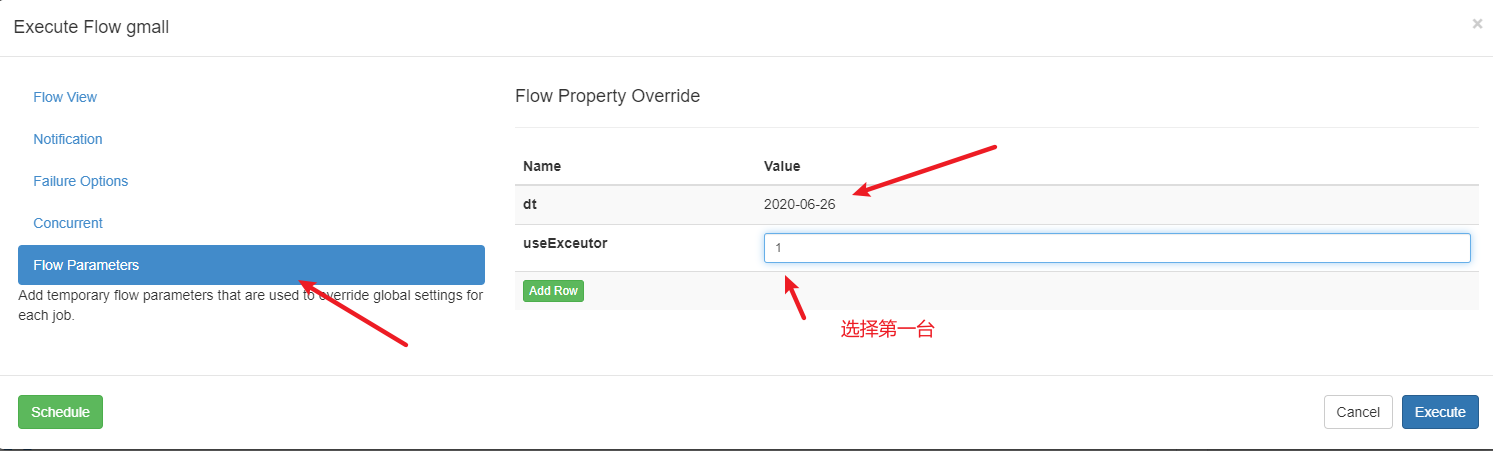 Execute Flow gmall
×
Flow View
Notification
Failure Options
Concurrent
Flow Parameters
Add temporary flow parameters that are used to override global settings for
each job.
Flow Property Override
Name Value
dt 2020-06-26
useExceutor 1
Add Row
选择第一台
Schedule
Cancel Execute